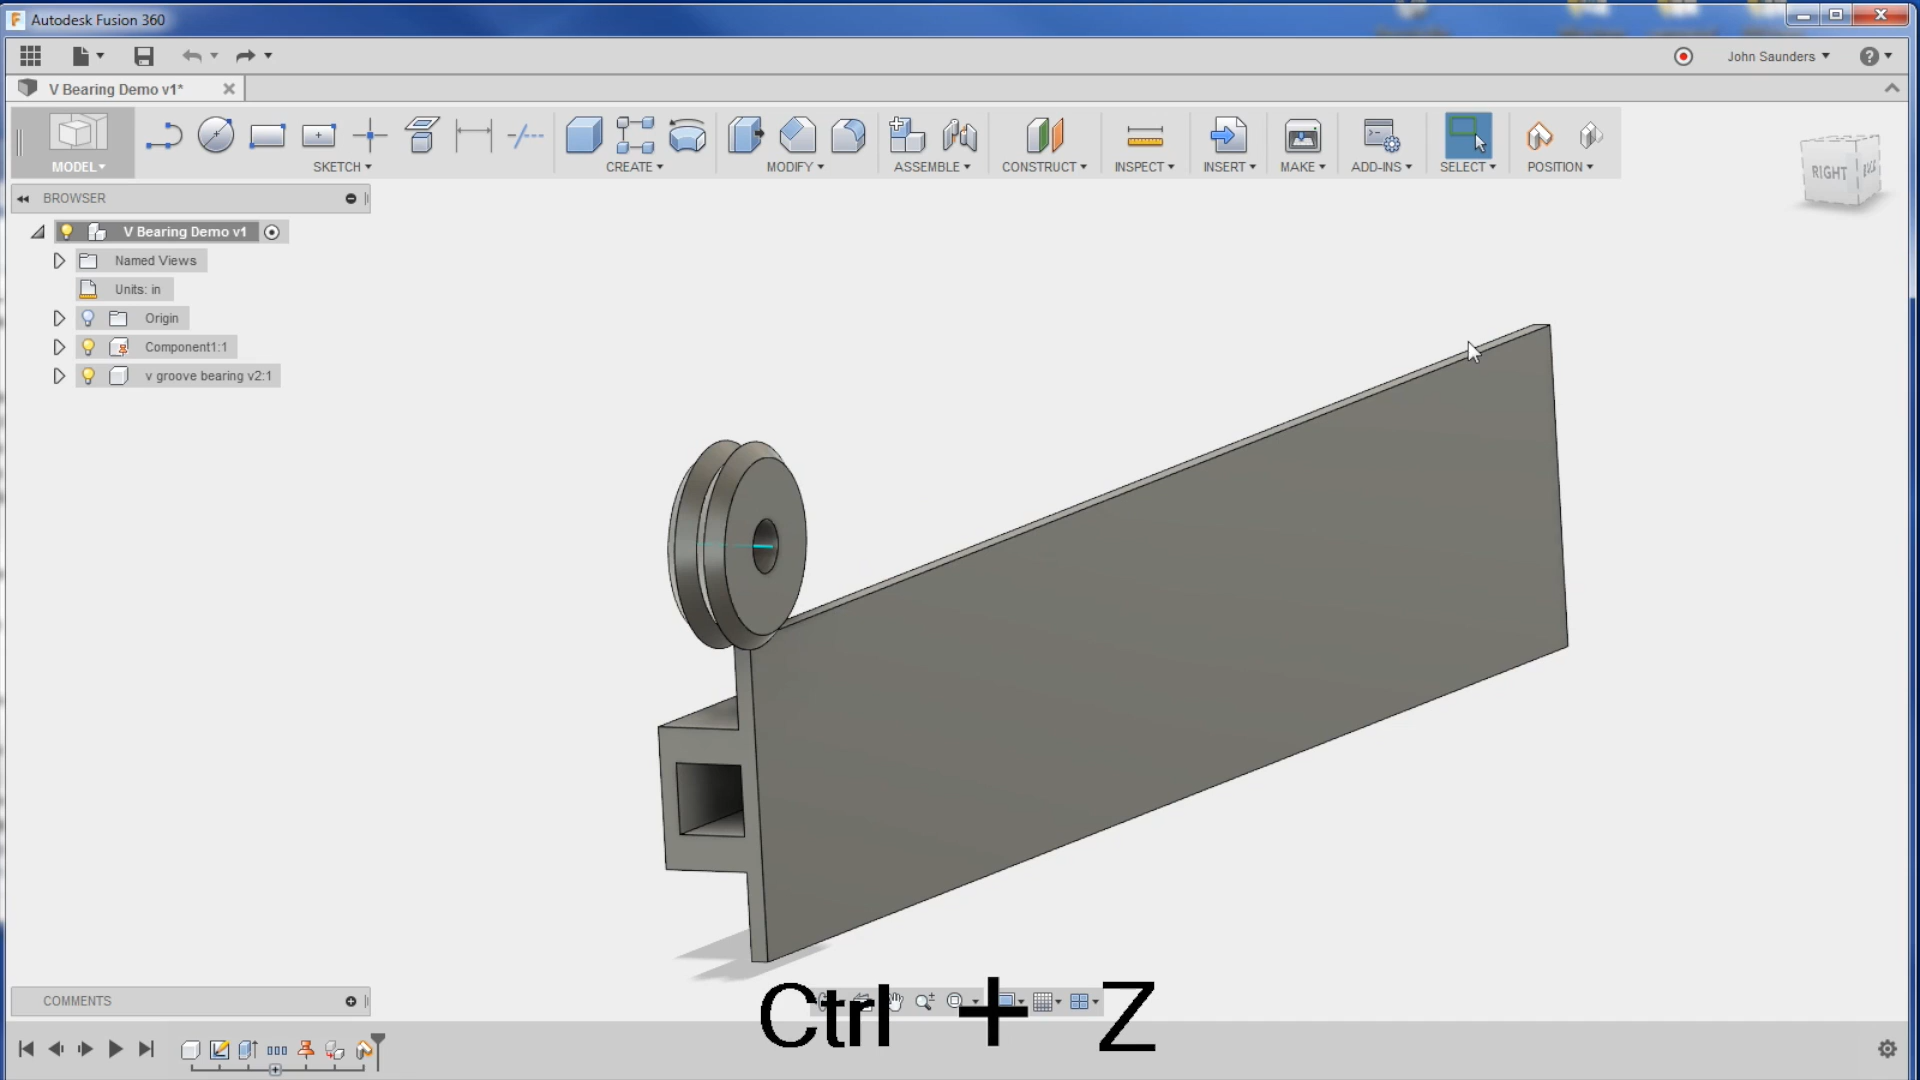 Autodesk Fusion 360
John Saunders
V Bearing Demo v1*
MODEL
SKETCH
CREATE
MODIFY
ASSEMBLE
CONSTRUCT
INSPECT
INSERT
MAKE
ADD-INS
SELECT
POSITION
RIGHT
BROWSER
V Bearing Demo v1
Named Views
Units: in
Origin
Component1:1
v groove bearing v2:1
COMMENTS
Ctrl + Z